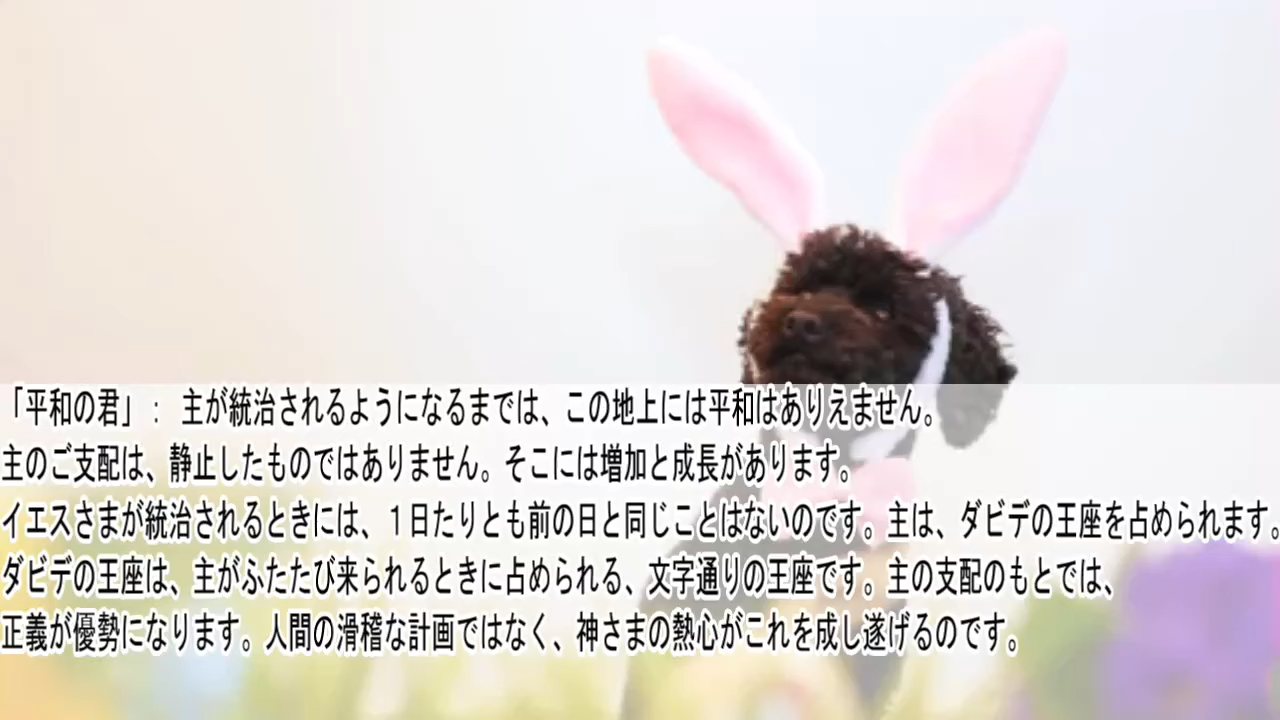 「平和の君」： 主が統治されるようになるまでは、この地上には平和はありえません。
主のご支配は、静止したものではありません。そこには増加と成長があります。
イエスさまが統治されるときには、１日たりとも前の日と同じことはないのです。主は、ダビデの王座を占められます。
ダビデの王座は、主がふたたび来られるときに占められる、文字通りの王座です。主の支配のもとでは、
正義が優勢になります。人間の滑稽な計画ではなく、神さまの熱心がこれを成し遂げるのです。